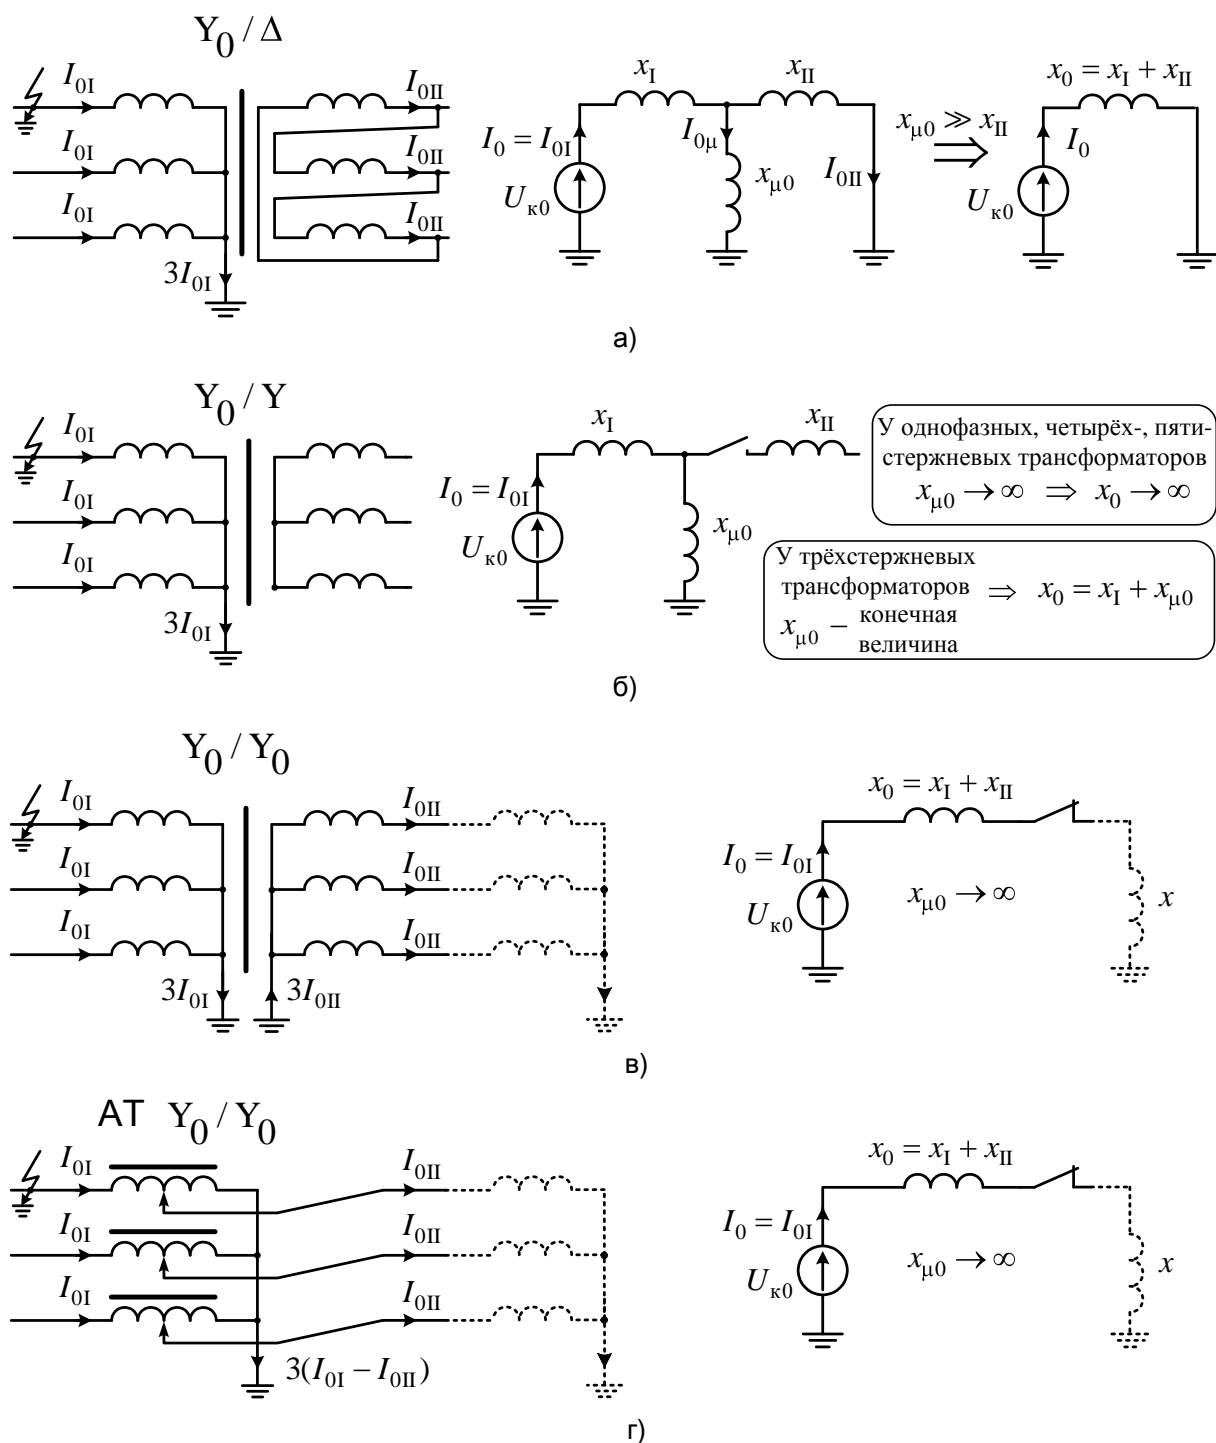 Y₀ / Δ
I₀I
I₀I
I₀I
3I₀I
I₀II
I₀II
I₀II
xI
xII
I₀ = I₀I
I₀μ
xμ₀
I₀II
Uк0
xμ₀ ≫ xII
⇒
x₀ = xI + xII
I₀
Uк0
а)
Y₀ / Y
I₀I
I₀I
I₀I
3I₀I
xI
xII
I₀ = I₀I
Uк0
xμ₀
У однофазных, четырёх-, пяти-
стержневых трансформаторов
xμ₀ → ∞ ⇒ x₀ → ∞
У трёхстержневых
трансформаторов ⇒ x₀ = xI + xμ₀
xμ₀ – конечная
величина
б)
Y₀ / Y₀
I₀I
I₀I
I₀I
3I₀I
3I₀II
I₀II
I₀II
I₀II
x₀ = xI + xII
I₀ = I₀I
Uк0
xμ₀ → ∞
x
в)
АТ Y₀ / Y₀
I₀I
I₀I
I₀I
I₀II
I₀II
I₀II
3(I₀I – I₀II)
x₀ = xI + xII
I₀ = I₀I
Uк0
xμ₀ → ∞
x
г)